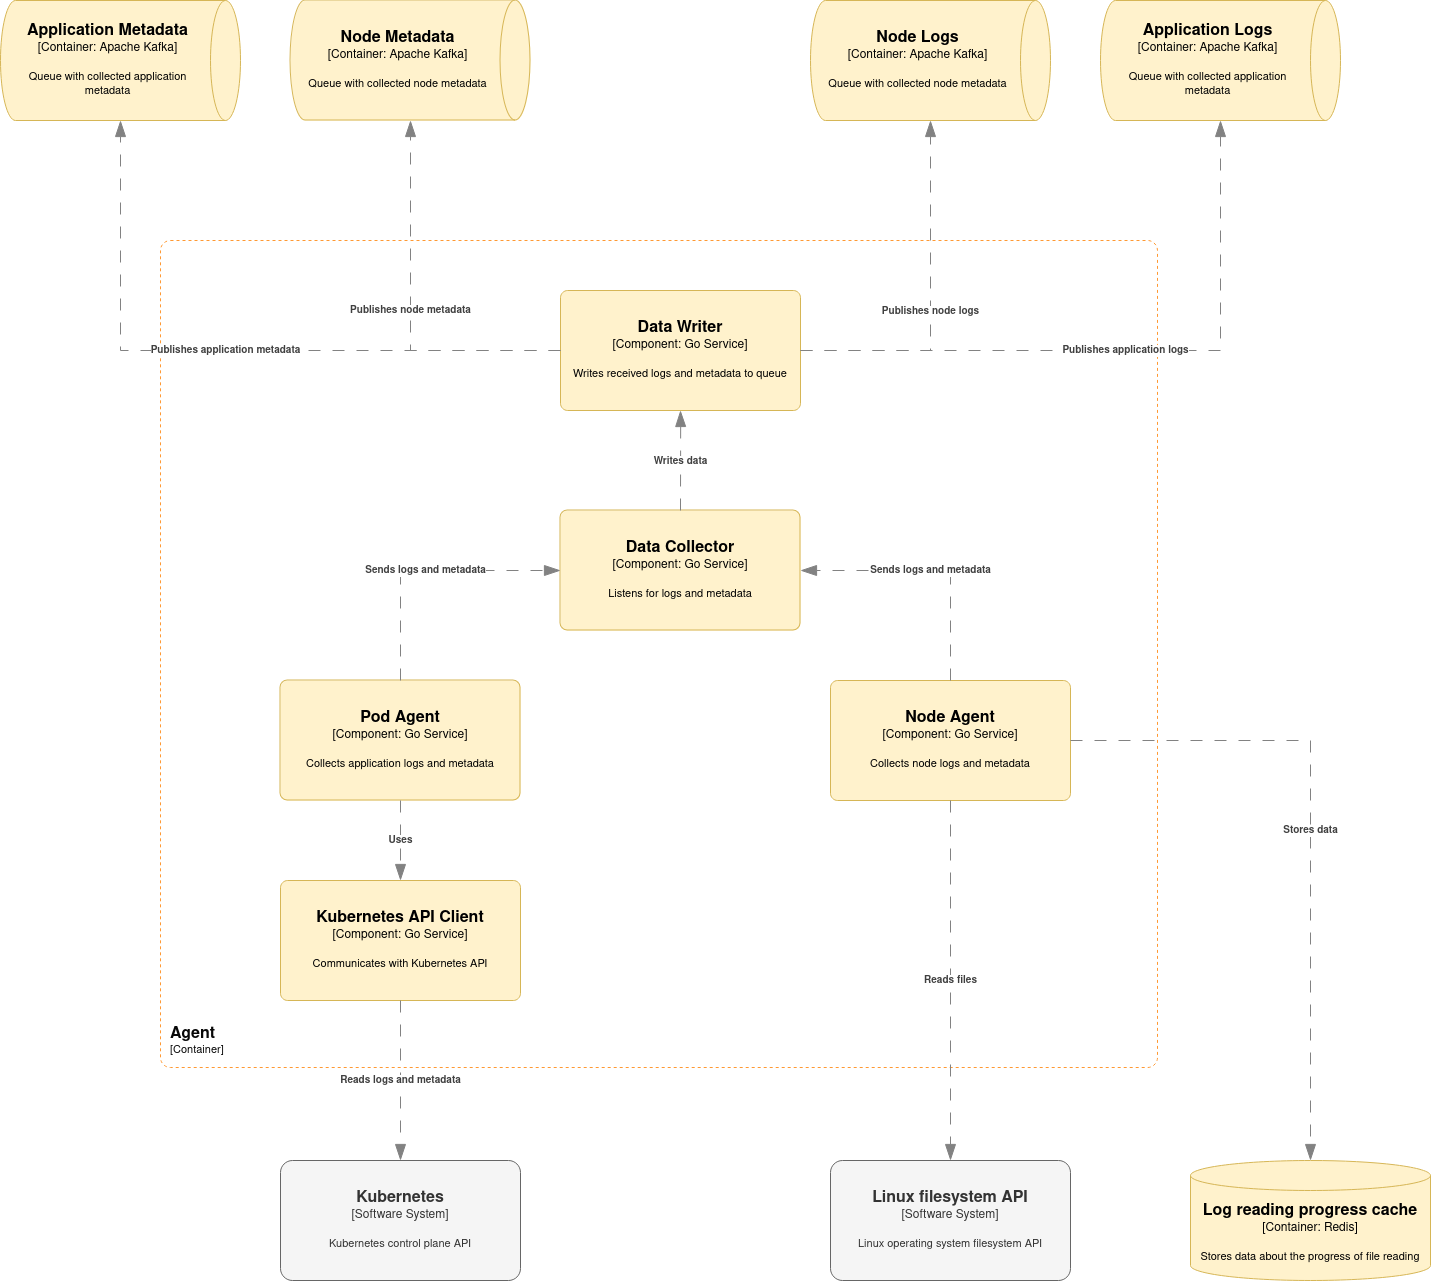 Application Metadata
[Container: Apache Kafka]
Queue with collected application
metadata
Node Metadata
[Container: Apache Kafka]
Queue with collected node metadata
Node Logs
[Container: Apache Kafka]
Queue with collected node metadata
Application Logs
[Container: Apache Kafka]
Queue with collected application
metadata
Publishes node metadata
Publishes node logs
Publishes application metadata
Publishes application logs
Data Writer
[Component: Go Service]
Writes received logs and metadata to queue
Writes data
Data Collector
[Component: Go Service]
Listens for logs and metadata
Sends logs and metadata
Sends logs and metadata
Pod Agent
[Component: Go Service]
Collects application logs and metadata
Node Agent
[Component: Go Service]
Collects node logs and metadata
Uses
Stores data
Kubernetes API Client
[Component: Go Service]
Communicates with Kubernetes API
Reads files
Agent
[Container]
Reads logs and metadata
Kubernetes
[Software System]
Kubernetes control plane API
Linux filesystem API
[Software System]
Linux operating system filesystem API
Log reading progress cache
[Container: Redis]
Stores data about the progress of file reading